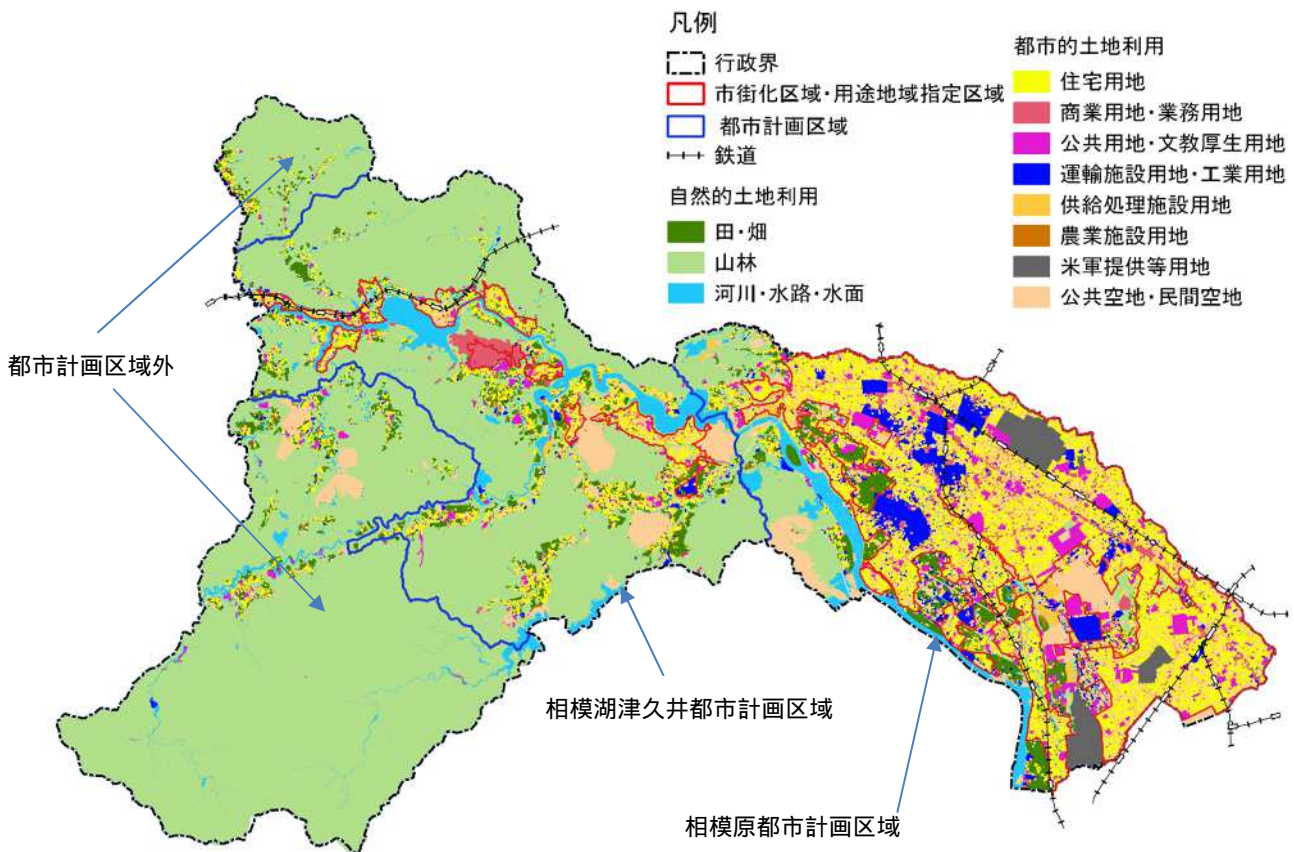 凡例
行政界
市街化区域・用途地域指定区域
都市計画区域
鉄道
自然的土地利用
田・畑
山林
河川・水路・水面
都市的土地利用
住宅用地
商業用地・業務用地
公共用地・文教厚生用地
運輸施設用地・工業用地
供給処理施設用地
農業施設用地
米軍提供等用地
公共空地・民間空地
都市計画区域外
相模湖津久井都市計画区域
相模原都市計画区域